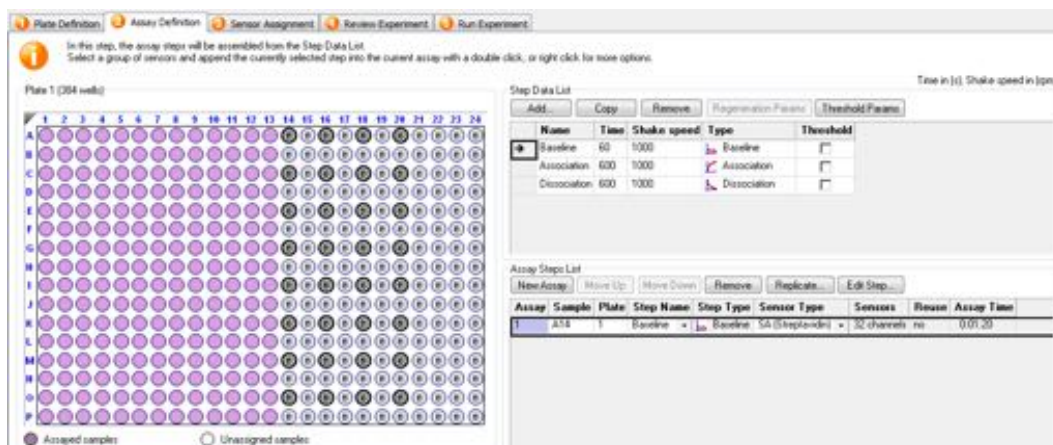 Plate Definition Assay Definition Sensor Assignment Review Experiment Run Experiment
In this step, the assay steps will be assembled from the Step Data List.
Select a group of sensors and append the currently selected step into the current assay with a double click, or right click for more options.
Time in (s), Shake speed in (rpm
Plate 1 (384 wells)
1 2 3 4 5 6 7 8 9 10 11 12 13 14 15 16 17 18 19 20 21 22 23 24
A
B
C
D
E
F
G
H
I
J
K
L
M
N
O
P
Assayed samples Unassigned samples
Step Data List
Add... Copy Remove Regeneration Params Threshold Params
Name Time Shake speed Type Threshold
Baseline 60 1000 Baseline
Association 600 1000 Association
Dissociation 600 1000 Dissociation
Assay Steps List
New Assay Move Up Move Down Remove Replicate... Edit Step...
Assay Sample Plate Step Name Step Type Sensor Type Sensors Reuse Assay Time
1 A14 1 Baseline Baseline SA (Streptavidin) 32 channels no 0:01:20